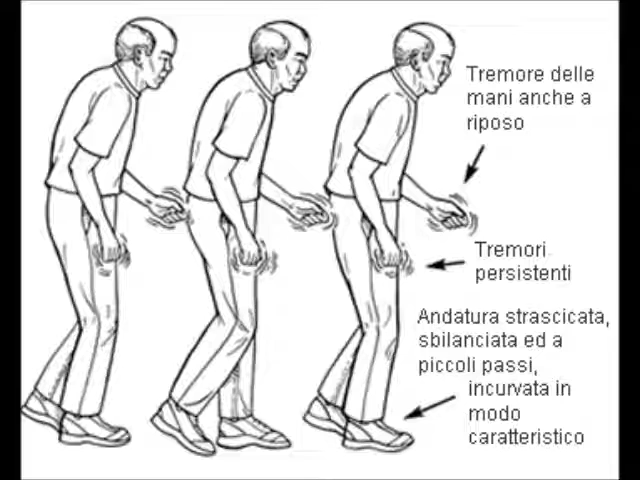 Tremore delle
mani anche a
riposo
Tremori
persistenti
Andatura strascicata,
sbilanciata ed a
piccoli passi,
incurvata in
modo
caratteristico